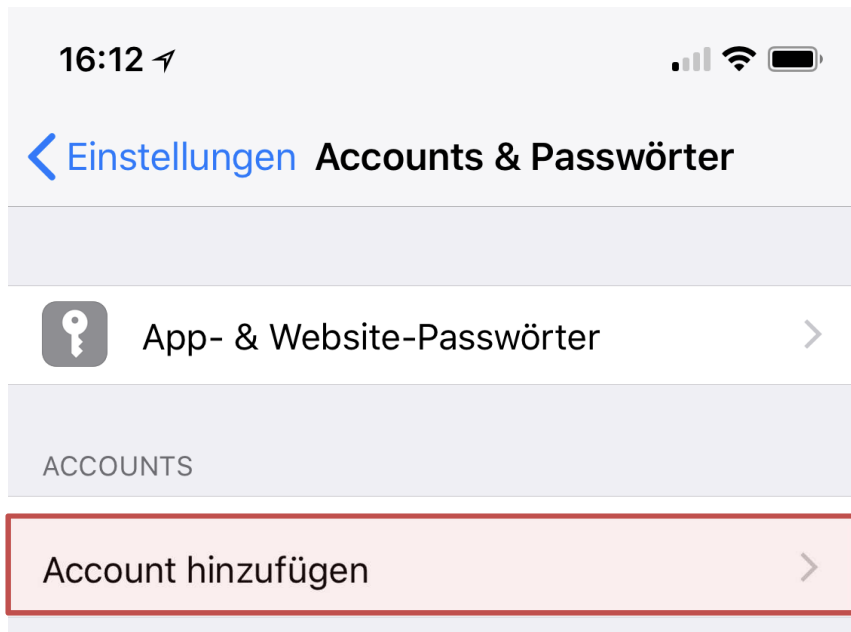 16:12
Einstellungen Accounts & Passwörter
App- & Website-Passwörter
ACCOUNTS
Account hinzufügen